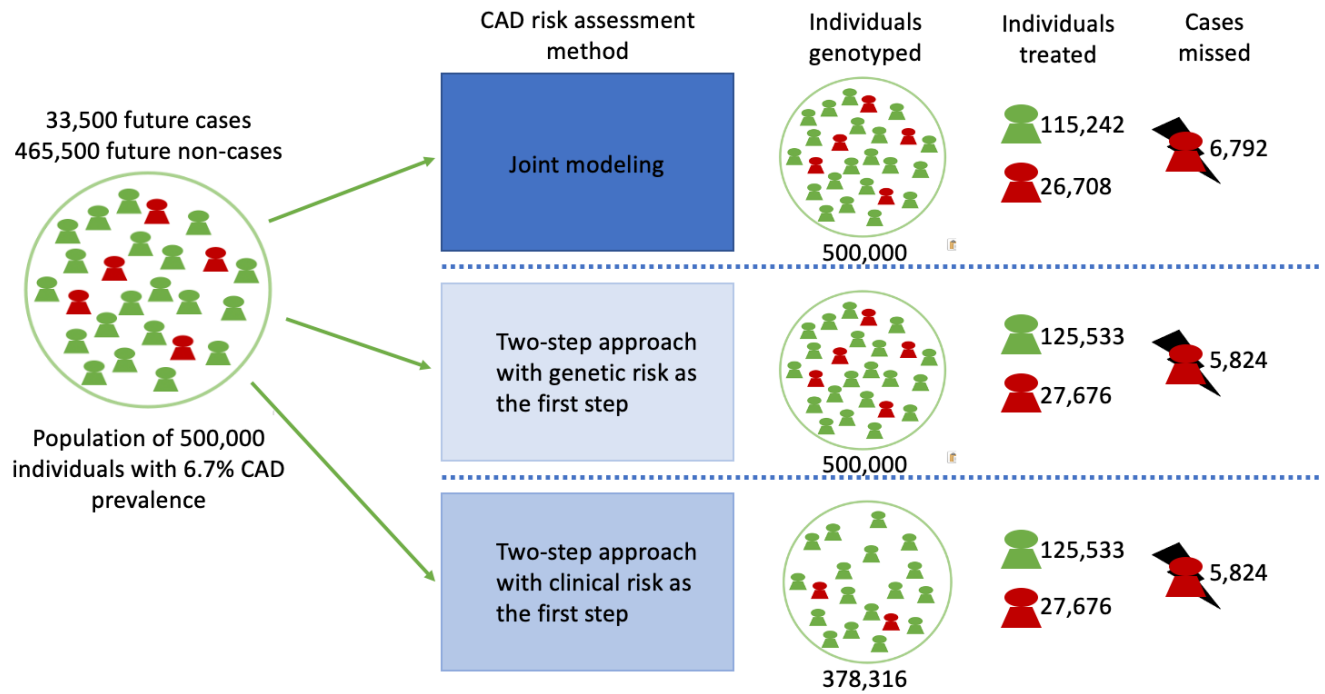 CAD risk assessment
method
Individuals
genotyped
Individuals
treated
Cases
missed
33,500 future cases
465,500 future non-cases
Population of 500,000
individuals with 6.7% CAD
prevalence
Joint modeling
500,000
115,242
26,708
6,792
Two-step approach
with genetic risk as
the first step
500,000
125,533
27,676
5,824
Two-step approach
with clinical risk as
the first step
378,316
125,533
27,676
5,824